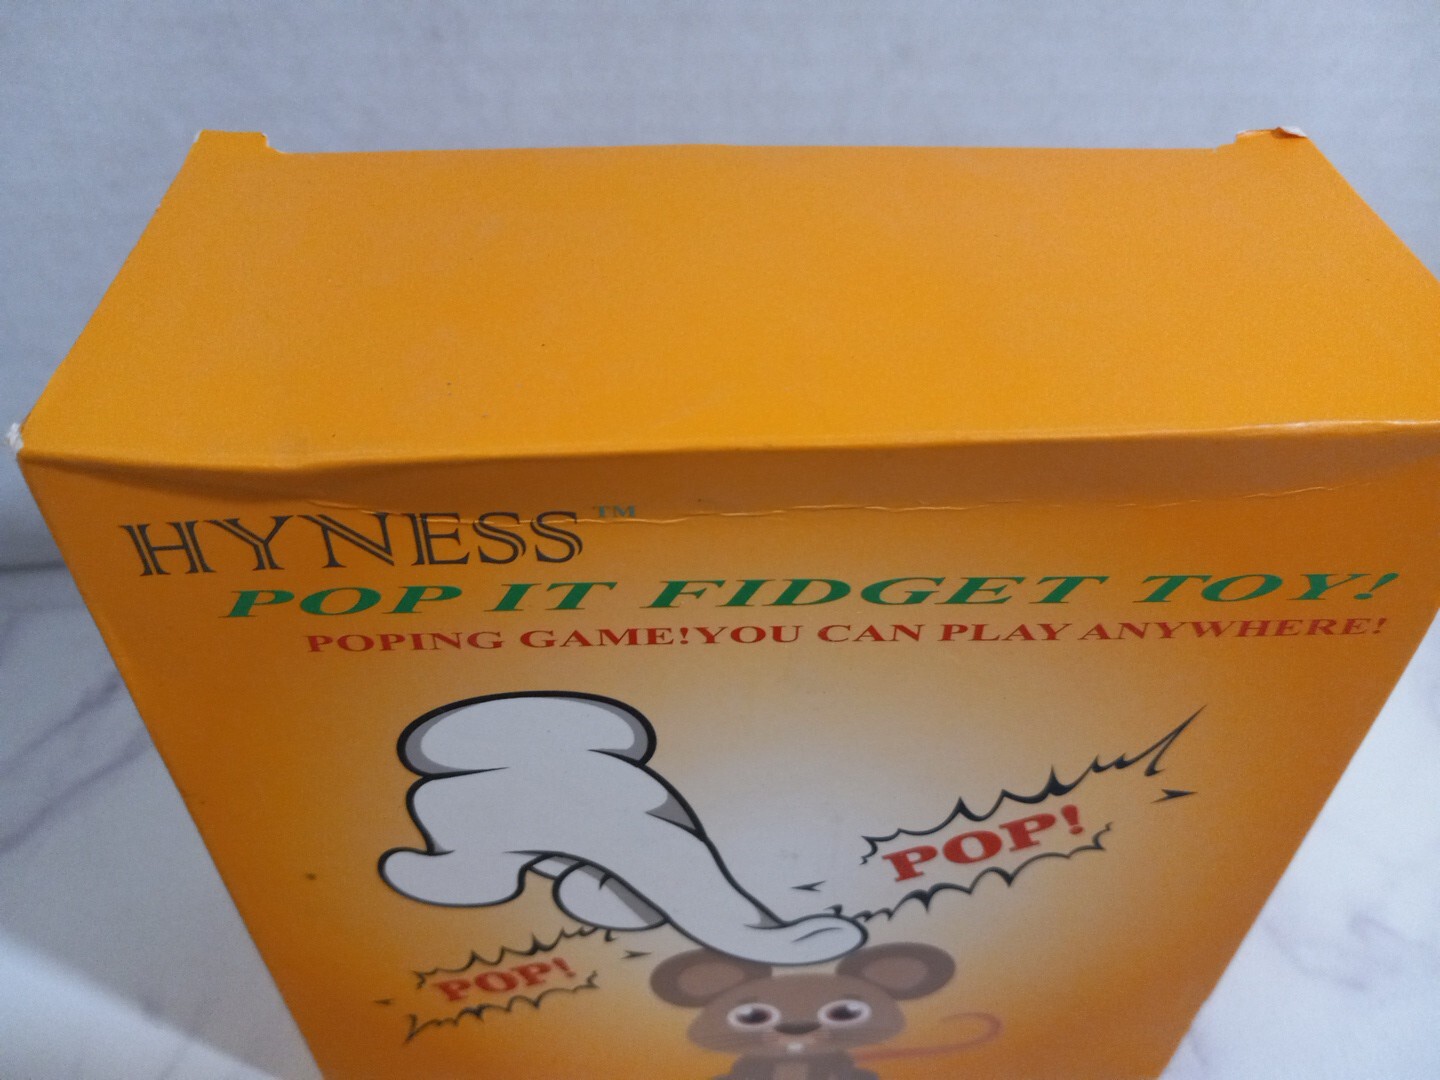 HYNESS™
POP IT FIDGET TOY!
POPING GAME!YOU CAN PLAY ANYWHERE!
POP!
POP!